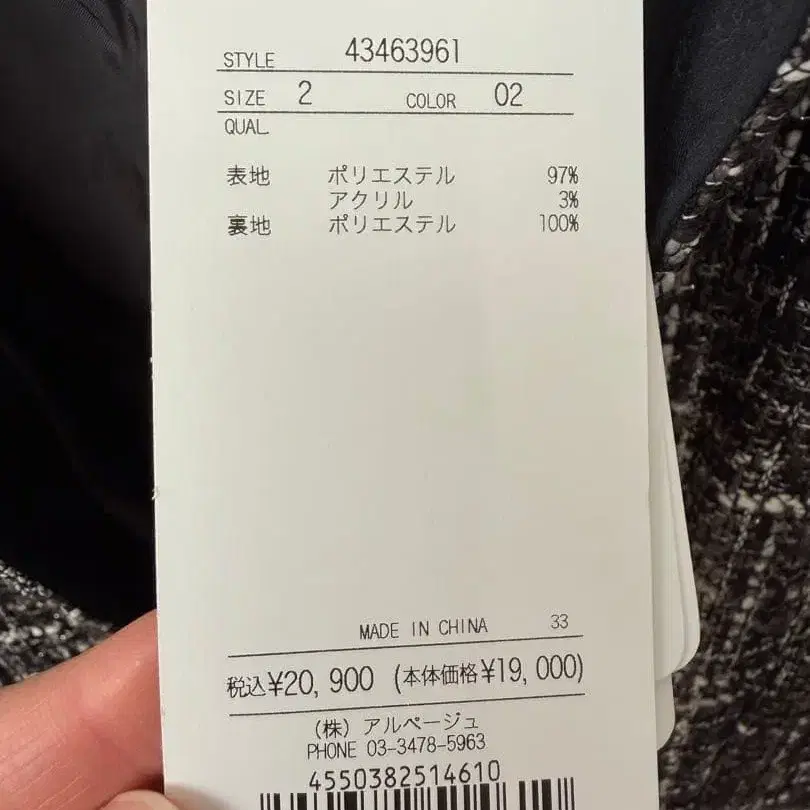 STYLE 43463961
SIZE 2 COLOR 02
QUAL
表地 ポリエステル 97%
アクリル 3%
裏地 ポリエステル 100%
MADE IN CHINA 33
税込¥20,900 (本体価格¥19,000)
(株) アルページュ
PHONE 03-3478-5963
4550382514610